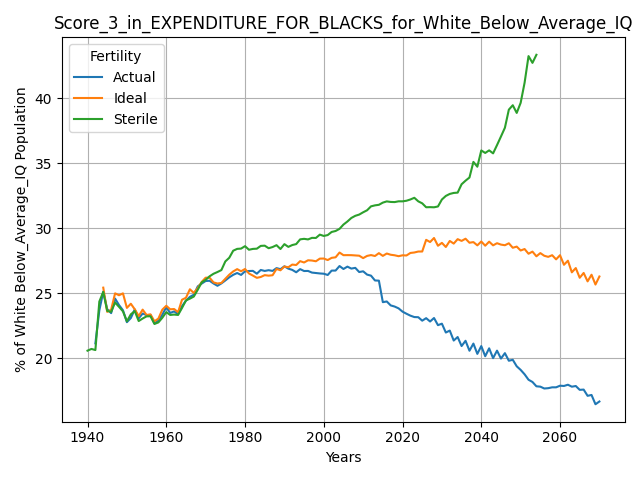 Score_3_in_EXPENDITURE_FOR_BLACKS_for_White_Below_Average_IQ
Fertility
Actual
Ideal
Sterile
% of White Below_Average_IQ Population
40
35
30
25
20
1940 1960 1980 2000 2020 2040 2060
Years